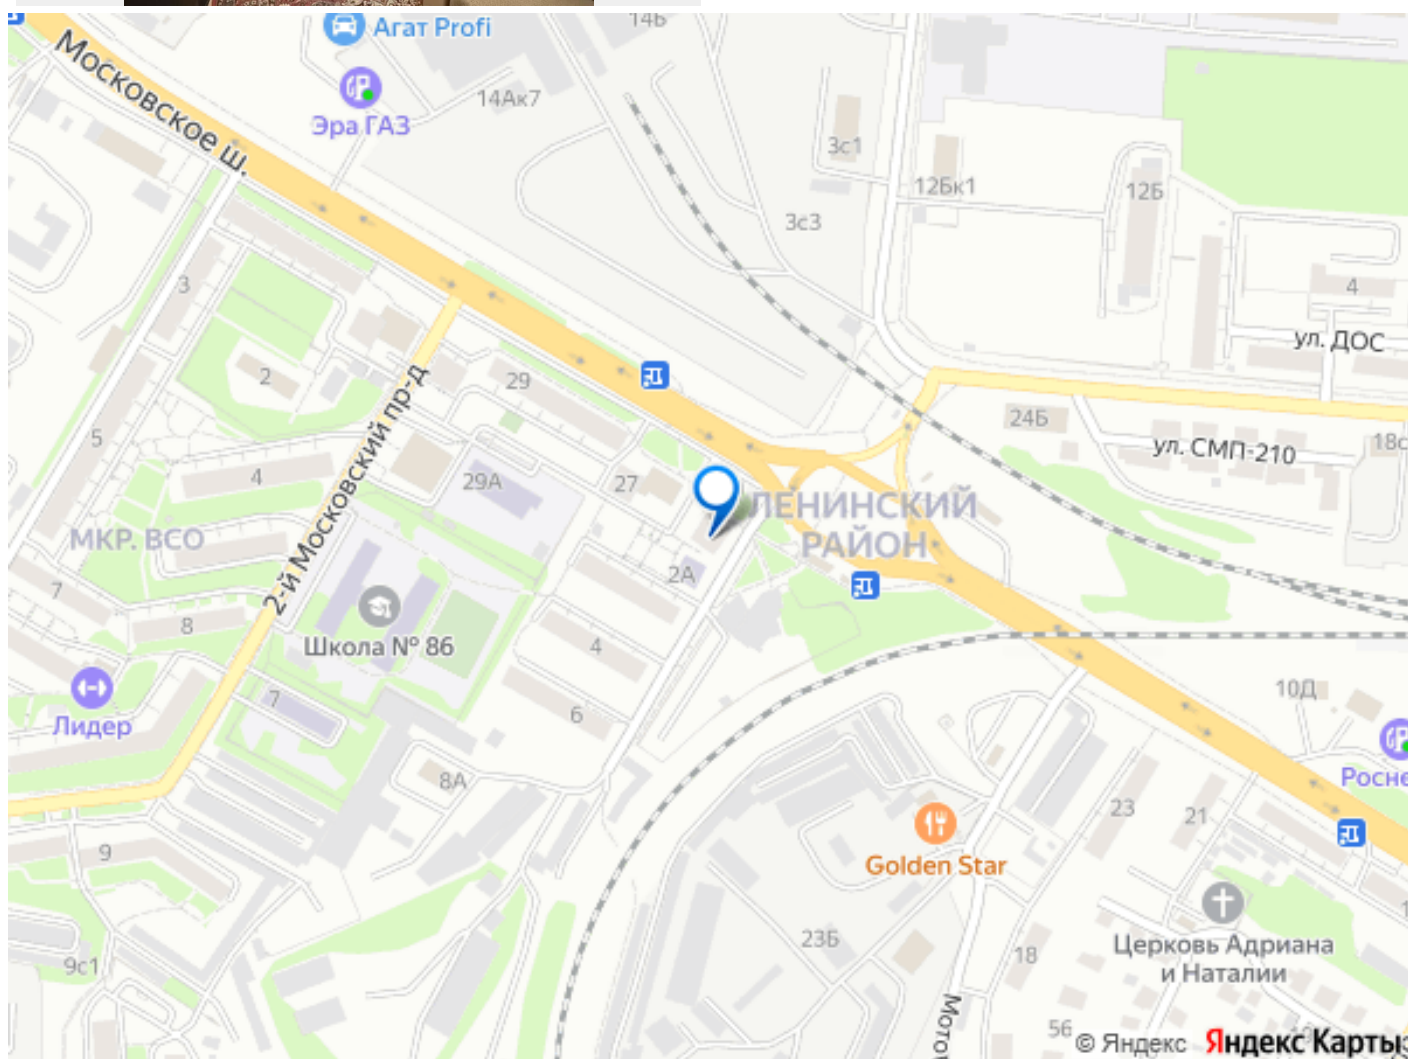 14Б
Агат Profi
Московское ш.
14Ак7
Эра ГАЗ
3с1
12Бк1
12Б
3с3
3
4
ул. ДОС
2
29
2-й Московский пр-д
24Б
ул. СМП-210
18с
5
4
29А
27
ЛЕНИНСКИЙ
РАЙОН
МКР. ВСО
2А
7
8
Школа № 86
4
10Д
Лидер
7
6
Росне
8А
23
21
9
Golden Star
Церковь Адриана
и Наталии
23Б
18
9с1
Мото
56
© Яндекс
Яндекс Карты